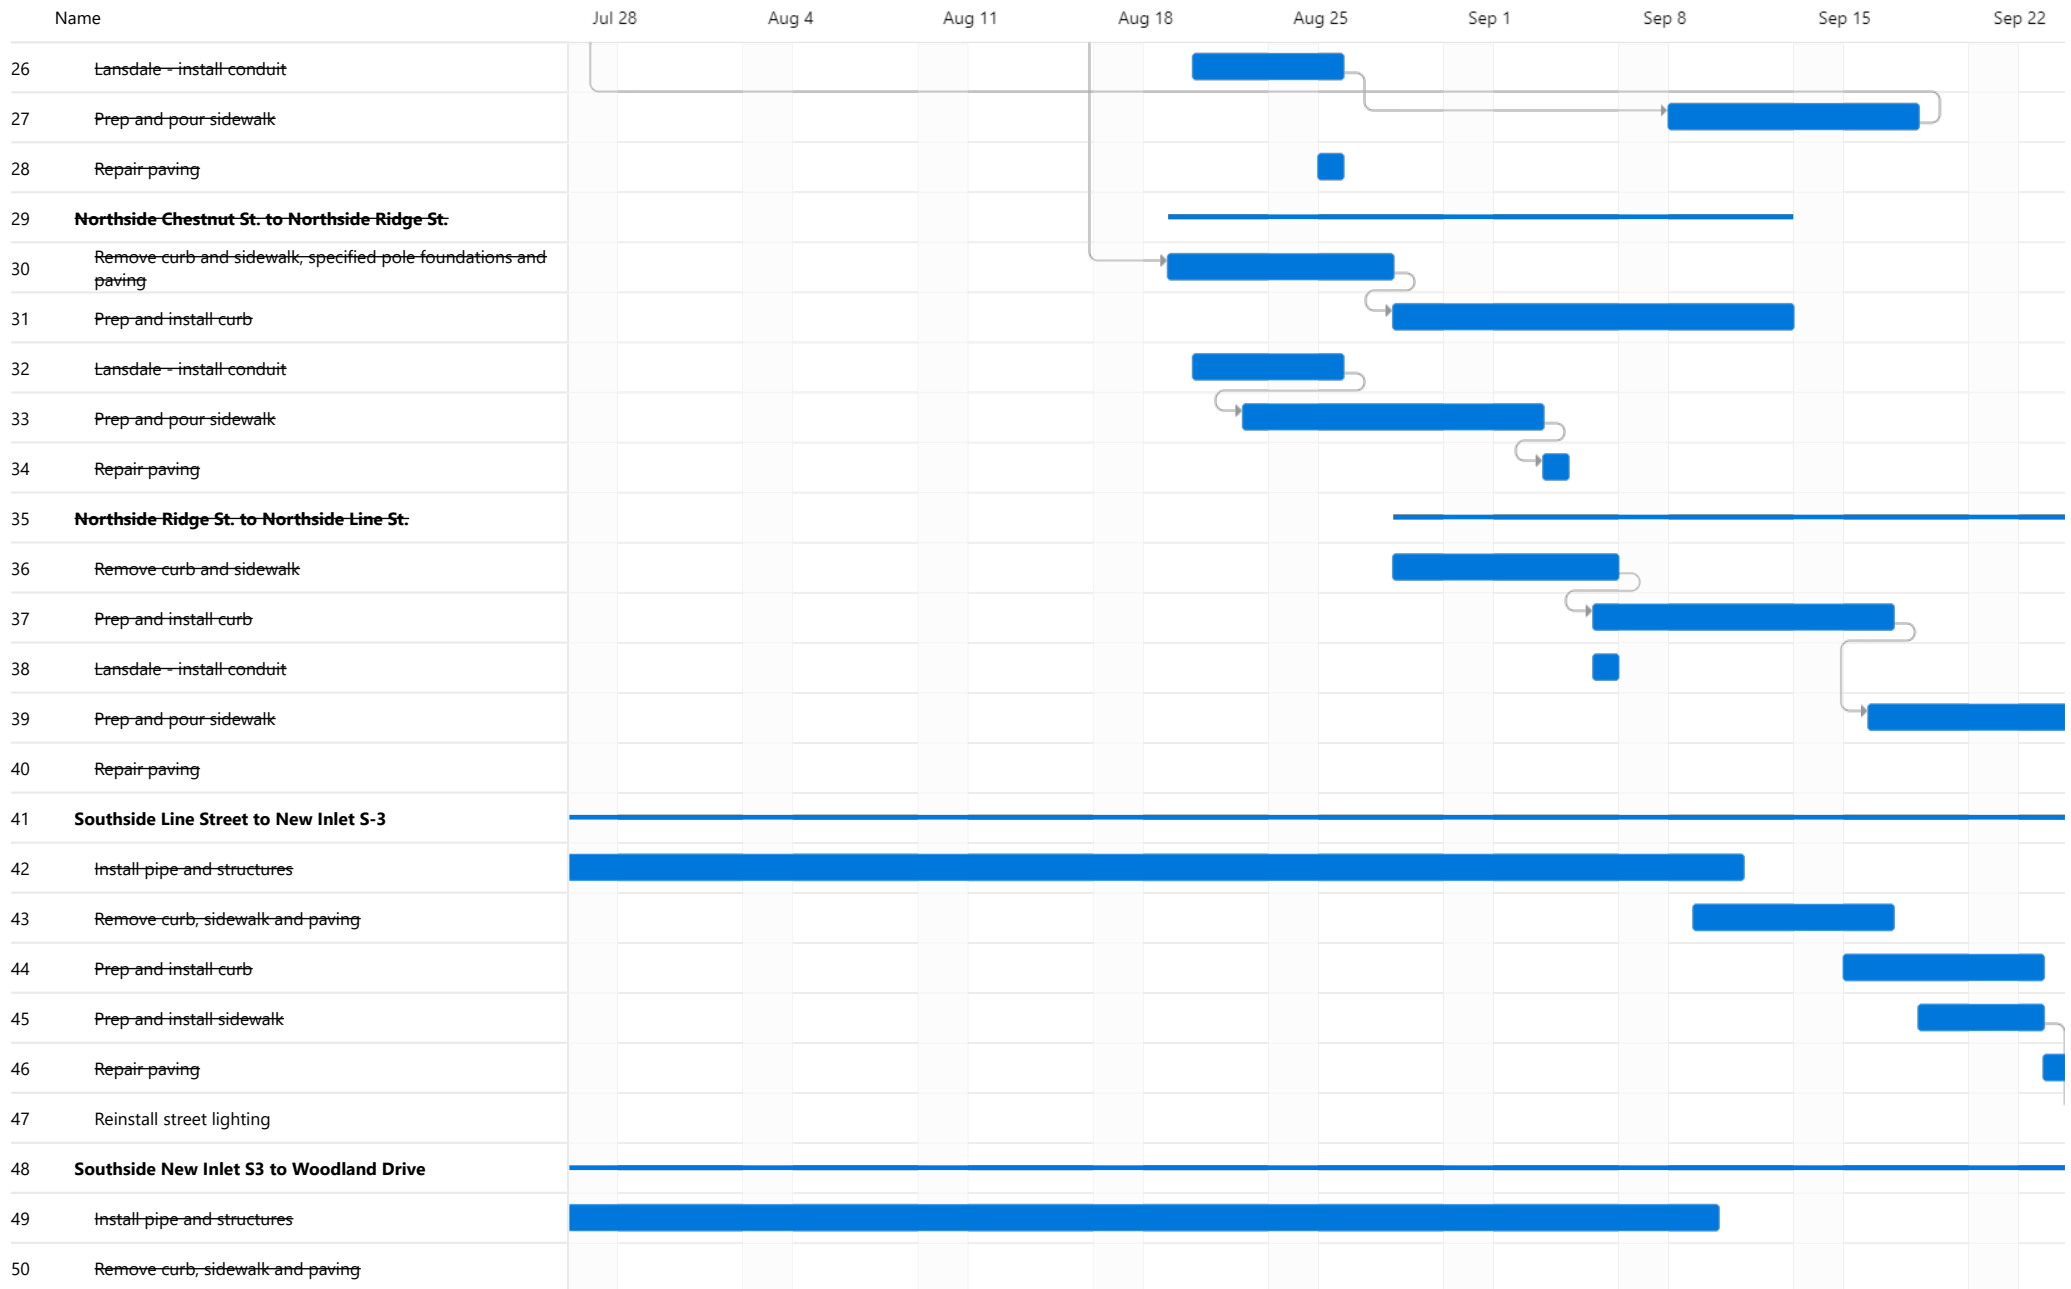 Name Jul 28 Aug 4 Aug 11 Aug 18 Aug 25 Sep 1 Sep 8 Sep 15 Sep 22
26 Lansdale - install conduit
27 Prep and pour sidewalk
28 Repair paving
29 Northside Chestnut St. to Northside Ridge St.
30 Remove curb and sidewalk, specified pole foundations and
paving
31 Prep and install curb
32 Lansdale - install conduit
33 Prep and pour sidewalk
34 Repair paving
35 Northside Ridge St. to Northside Line St.
36 Remove curb and sidewalk
37 Prep and install curb
38 Lansdale - install conduit
39 Prep and pour sidewalk
40 Repair paving
41 Southside Line Street to New Inlet S-3
42 Install pipe and structures
43 Remove curb, sidewalk and paving
44 Prep and install curb
45 Prep and install sidewalk
46 Repair paving
47 Reinstall street lighting
48 Southside New Inlet S3 to Woodland Drive
49 Install pipe and structures
50 Remove curb, sidewalk and paving